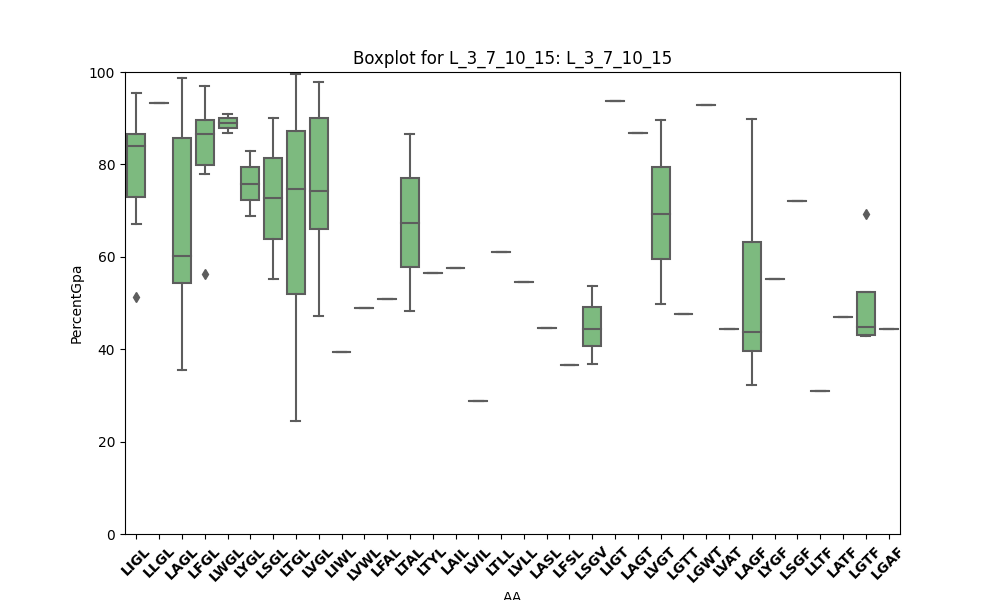 Boxplot for L_3_7_10_15: L_3_7_10_15
100
80
60
40
20
0
PercentGpa
LIGL LLGL LAGL LFGL LWGL LYGL LSGL LTGL LVGL LIWL LVWL LFAL LTAL LTYL LAIL LVIL LTLL LVLL LASL LFSL LSGV LIGT LAGT LVGT LGTT LGWT LVAT LAGF LYGF LSGF LLTF LATF LGTF LGAF
AA